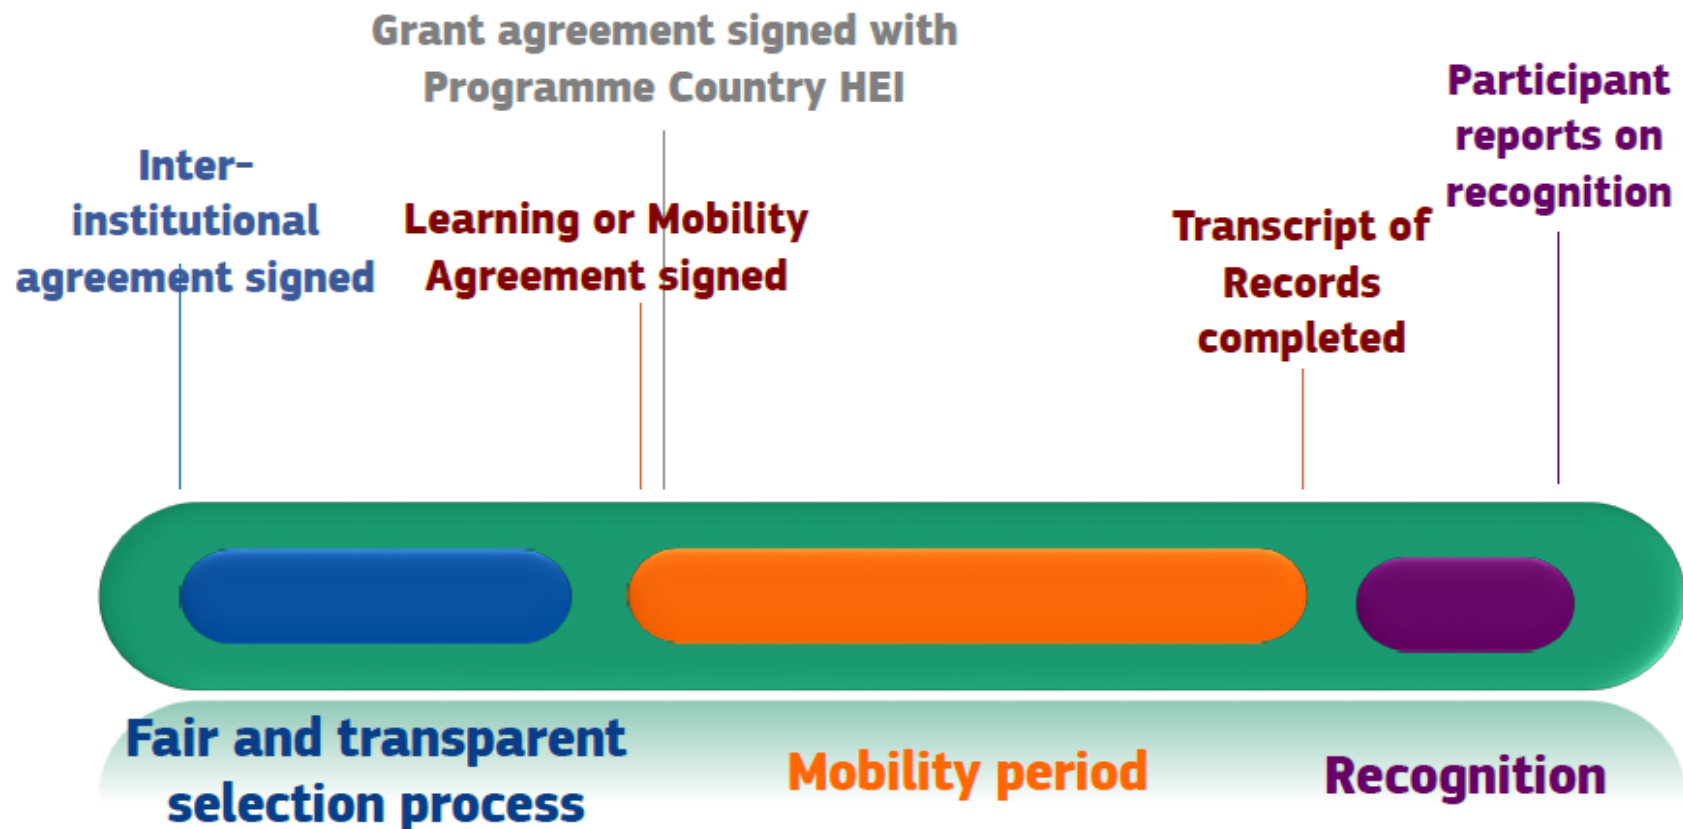 Grant agreement signed with
Programme Country HEI
Inter-
institutional
agreement signed
Learning or Mobility
Agreement signed
Transcript of
Records
completed
Participant
reports on
recognition
Fair and transparent
selection process
Mobility period
Recognition